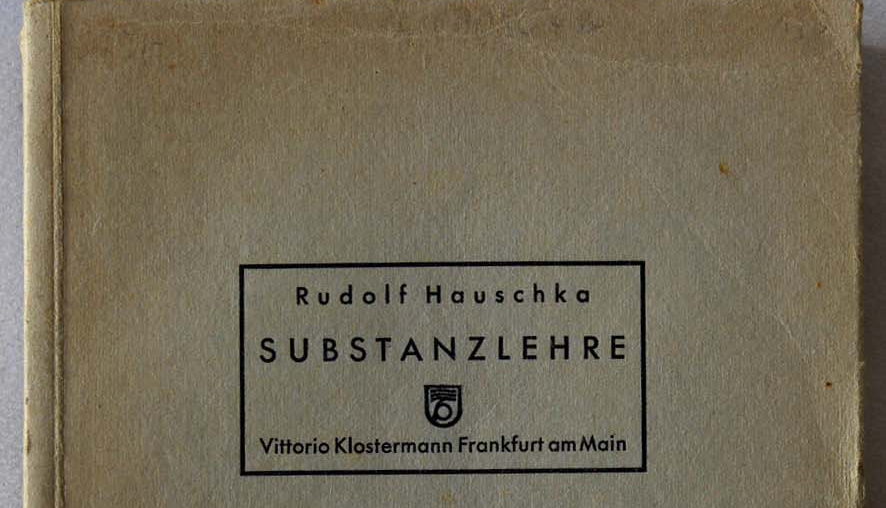 Rudolf Hauschka
SUBSTANZLEHRE
Vittorio Klostermann Frankfurt am Main